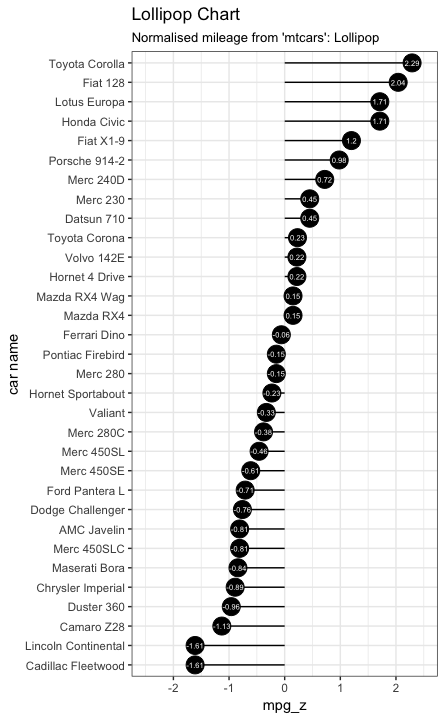 Lollipop Chart
Normalised mileage from 'mtcars': Lollipop
Toyota Corolla 2.29
Fiat 128 2.04
Lotus Europa 1.71
Honda Civic 1.71
Fiat X1-9 1.2
Porsche 914-2 0.98
Merc 240D 0.72
Merc 230 0.45
Datsun 710 0.45
Toyota Corona 0.23
Volvo 142E 0.22
Hornet 4 Drive 0.22
Mazda RX4 Wag 0.15
Mazda RX4 0.15
Ferrari Dino -0.06
Pontiac Firebird -0.15
Merc 280 -0.15
Hornet Sportabout -0.23
Valiant -0.33
Merc 280C -0.38
Merc 450SL -0.46
Merc 450SE -0.61
Ford Pantera L -0.71
Dodge Challenger -0.76
AMC Javelin -0.81
Merc 450SLC -0.81
Maserati Bora -0.84
Chrysler Imperial -0.89
Duster 360 -0.96
Camaro Z28 -1.13
Lincoln Continental -1.61
Cadillac Fleetwood -1.61
car name
-2 -1 0 1 2
mpg_z